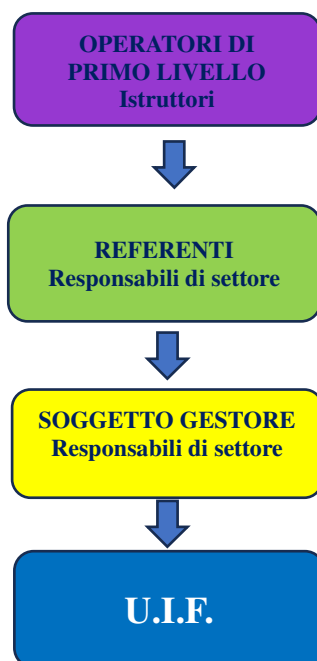 OPERATORI DI
PRIMO LIVELLO
Istruttori
REFERENTI
Responsabili di settore
SOGGETTO GESTORE
Responsabili di settore
U.I.F.